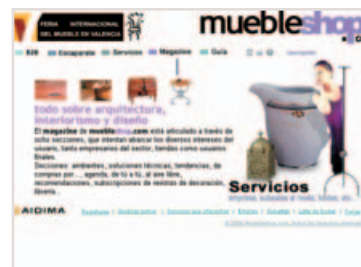 FERIA INTERNACIONAL
DEL MUEBLE EN VALENCIA
muebleshop
B2B Escaparate Servicios Magazine Guía
todo sobre arquitectura,
interiorismo y diseño
El magazine de muebleshop.com está articulado a través de
ocho secciones, que intentan abarcar los diversos intereses del
usuario, tanto empresarios del sector, tiendas como usuarios
finales.
Secciones: ambientes, soluciones técnicas, tendencias, de
compras por..., agenda, de tú a tú, al aire libre,
recomendaciones, subscripciones de revistas de decoración,
librería.
Servicios
AIDIMA